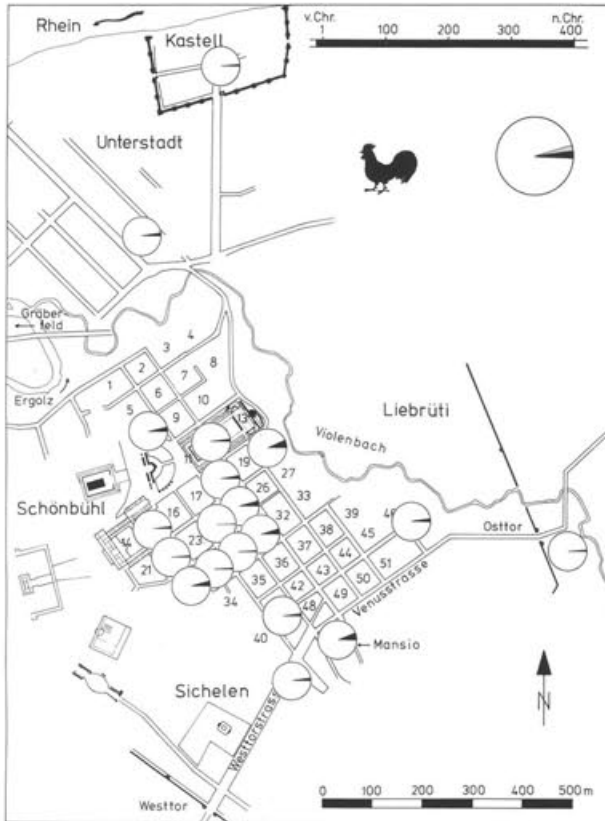 v.Chr. n.Chr.
1 100 200 300 400
Rhein
Kastell
Unterstadt
Gräber-
feld
Ergolz
1 2 3 4
5 6 7 8
9 10
13
Liebrüti
Violenbach
Schönbühl
14 16 17 19 26 27
21 23 32 33
34 35 36 37 38 39
40 42 43 44 45
48 49 50 51
Osttor
Venusstrasse
Mansio
Sichelen
Westtorstrasse
Westtor
N
0 100 200 300 400 500m